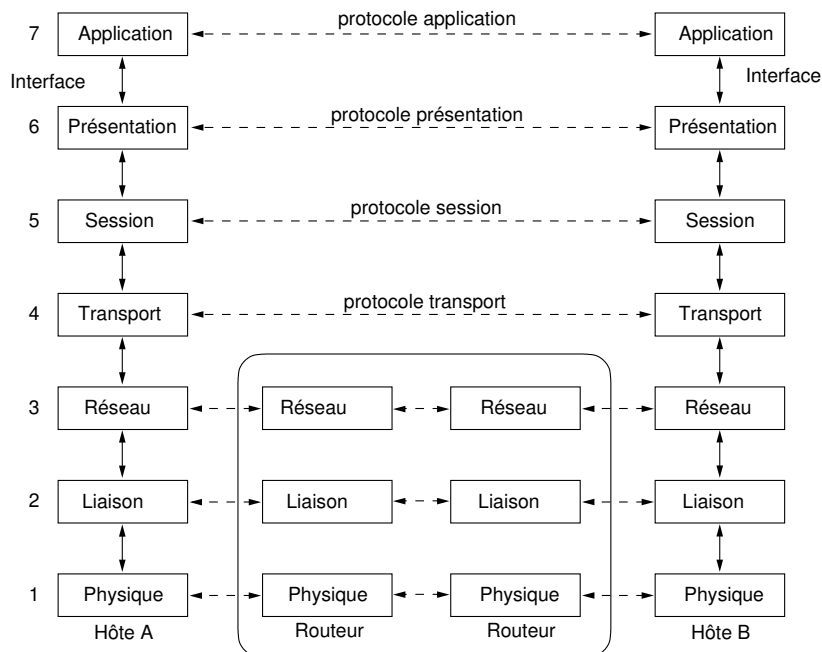 protocole application
7 Application Application
Interface Interface
protocole présentation
6 Présentation Présentation
protocole session
5 Session Session
protocole transport
4 Transport Transport
3 Réseau Réseau Réseau Réseau
2 Liaison Liaison Liaison Liaison
1 Physique Physique Physique Physique
Hôte A Routeur Routeur Hôte B